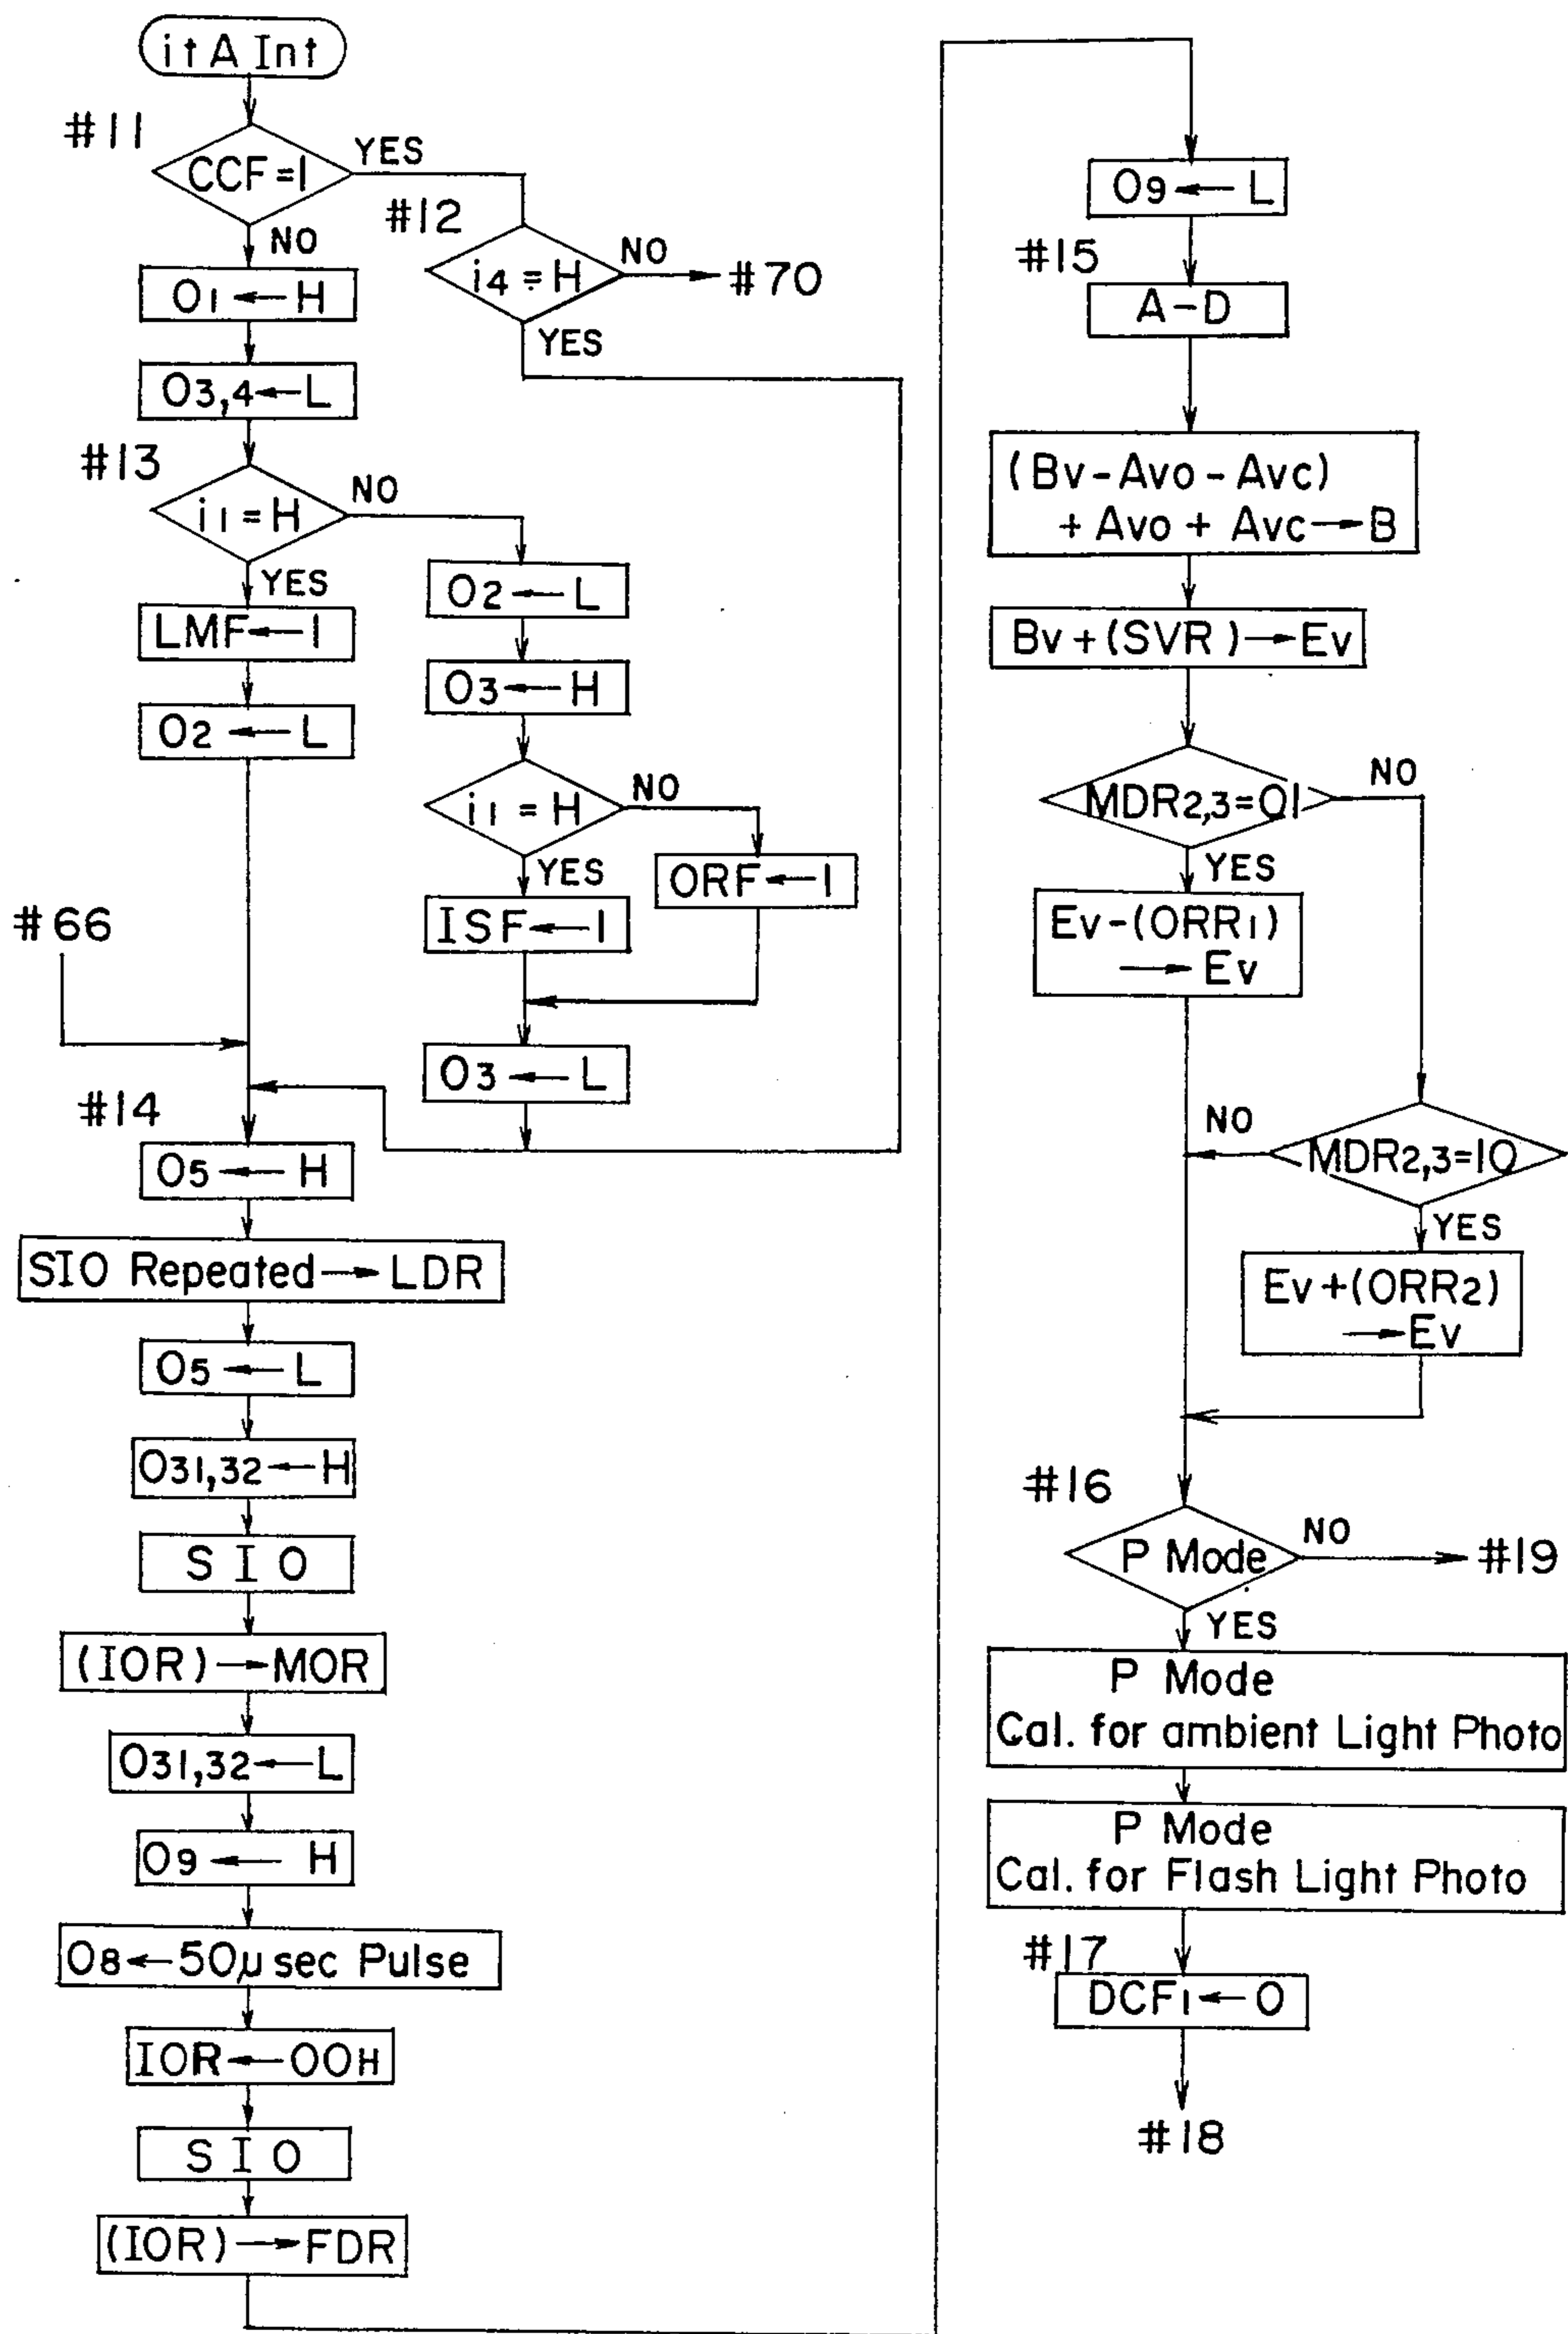 itA Int
#11
CCF=1
YES
NO
#12
i4=H
NO
#70
YES
O1←H
O3,4←L
#13
i1=H
NO
YES
LMF←1
O2←L
O2←L
O3←H
i1=H
NO
YES
ORF←1
ISF←1
#66
O3←L
#14
O5←H
SIO Repeated→LDR
O5←L
O31,32←H
SIO
(IOR)→MOR
O31,32←L
O9←H
O8←50μsec Pulse
IOR←00H
SIO
(IOR)→FDR
O9←L
#15
A-D
(Bv-Avo-Avc)
+Avo+Avc→B
Bv+(SVR)→Ev
MDR2,3=01
NO
YES
Ev-(ORR1)
→Ev
MDR2,3=10
NO
YES
Ev+(ORR2)
→Ev
#16
P Mode
NO
#19
YES
P Mode
Cal. for ambient Light Photo
P Mode
Cal. for Flash Light Photo
#17
DCF1←0
#18